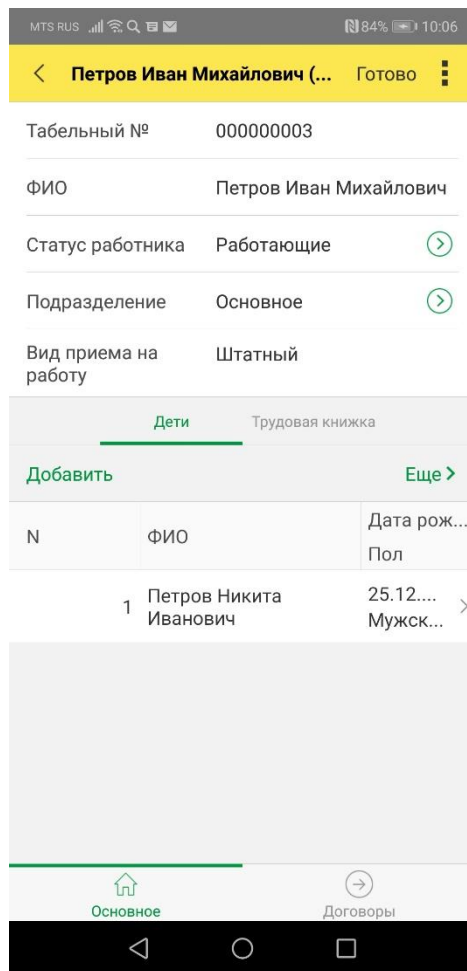 MTS RUS 84% 10:06
Петров Иван Михайлович (... Готово
Табельный № 000000003
ФИО Петров Иван Михайлович
Статус работника Работающие
Подразделение Основное
Вид приема на работу Штатный
Дети Трудовая книжка
Добавить Еще
N ФИО Дата рож...
Пол
1 Петров Никита Иванович 25.12....
Мужск...
Основное Договоры